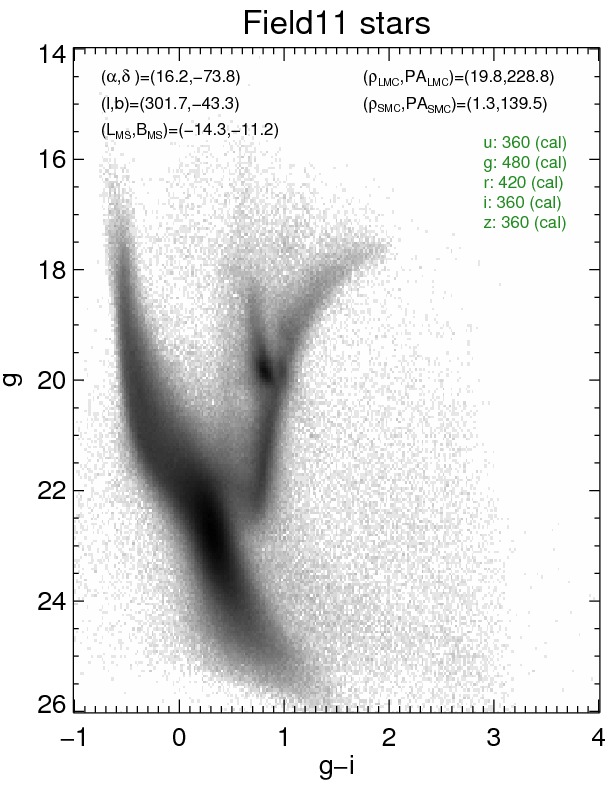 Field11 stars
14
(α,δ)=(16.2,−73.8)
(ρLMC,PALMC)=(19.8,228.8)
(l,b)=(301.7,−43.3)
(ρSMC,PASMC)=(1.3,139.5)
(LMS,BMS)=(−14.3,−11.2)
u: 360 (cal)
16
g: 480 (cal)
r: 420 (cal)
i: 360 (cal)
z: 360 (cal)
18
g
20
22
24
26
−1 0 1 2 3 4
g−i